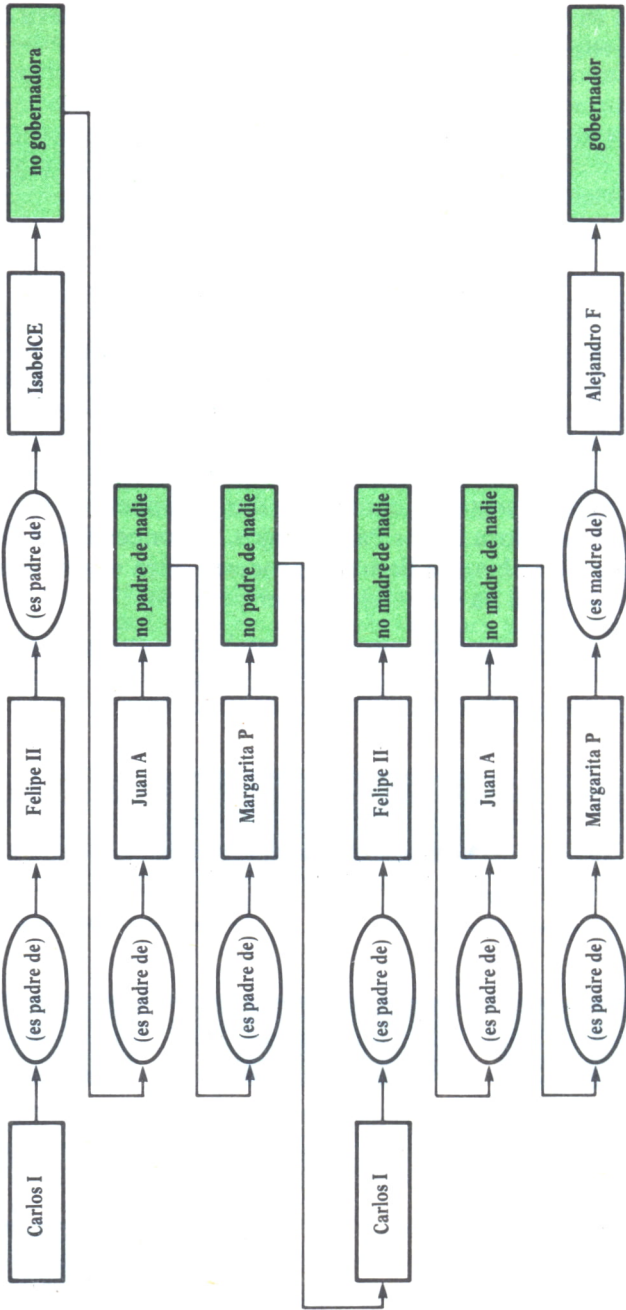 Carlos I
(es padre de)
Felipe II
(es padre de)
IsabelCE
no gobernadora
(es padre de)
Juan A
no padre de nadie
(es padre de)
Margarita P
no padre de nadie
Carlos I
(es padre de)
Felipe II
no madre de nadie
(es padre de)
Juan A
no madre de nadie
(es padre de)
Margarita P
(es madre de)
Alejandro F
gobernador